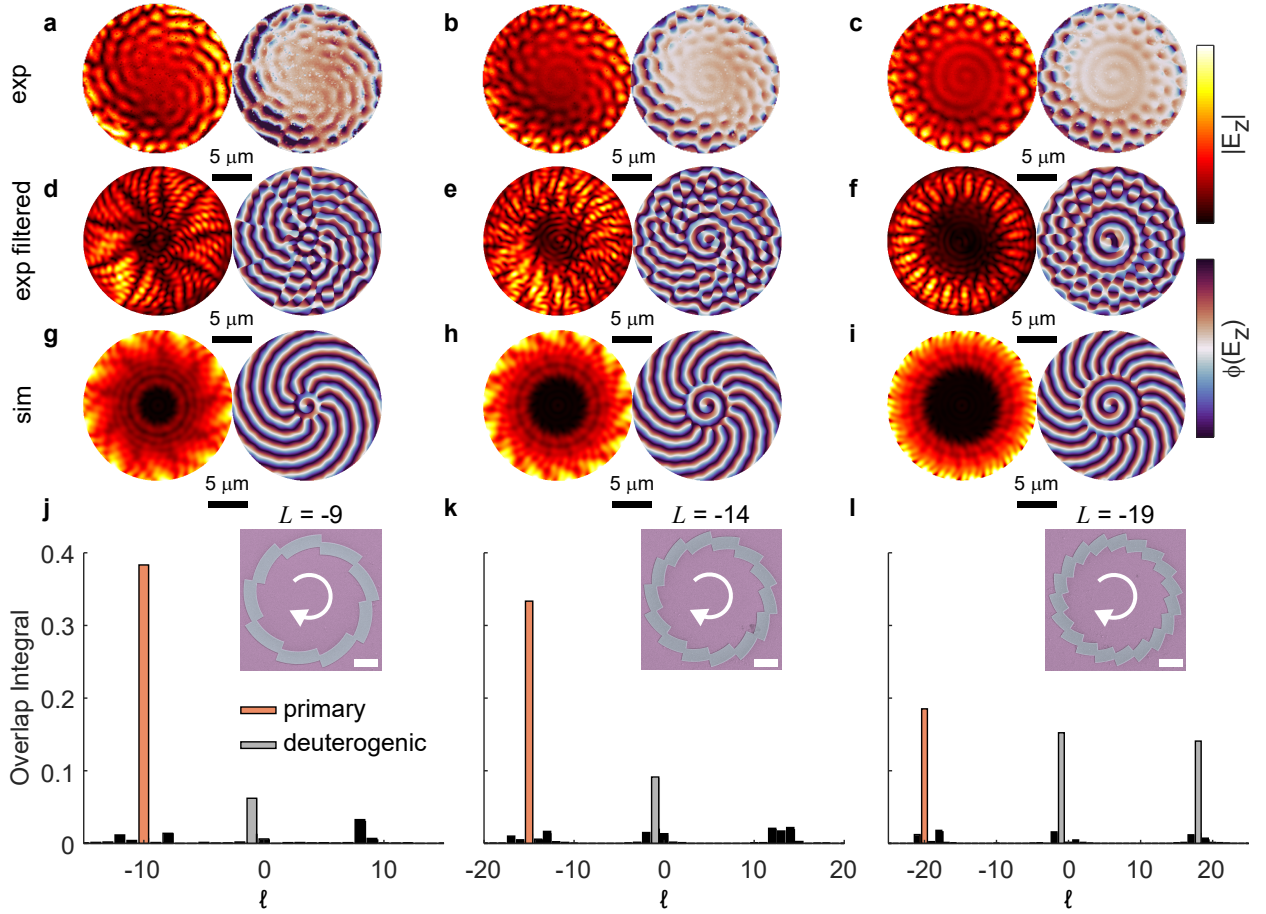 a
b
c
exp
5 μm
5 μm
5 μm
|E_Z|
d
e
f
exp filtered
5 μm
5 μm
5 μm
ϕ(E_Z)
g
h
i
sim
5 μm
5 μm
5 μm
j
L = -9
k
L = -14
l
L = -19
Overlap Integral
0.4
0.3
0.2
0.1
0
primary
deuterogenic
-10 0 10
-20 -10 0 10 20
-20 0 20
ℓ
ℓ
ℓ